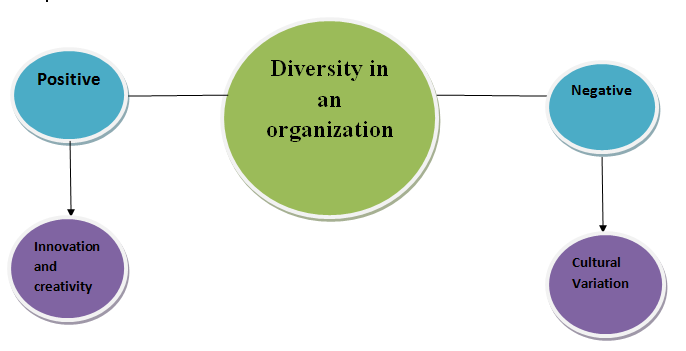 Diversity in
an
organization
Positive
Negative
Innovation
and
creativity
Cultural
Variation